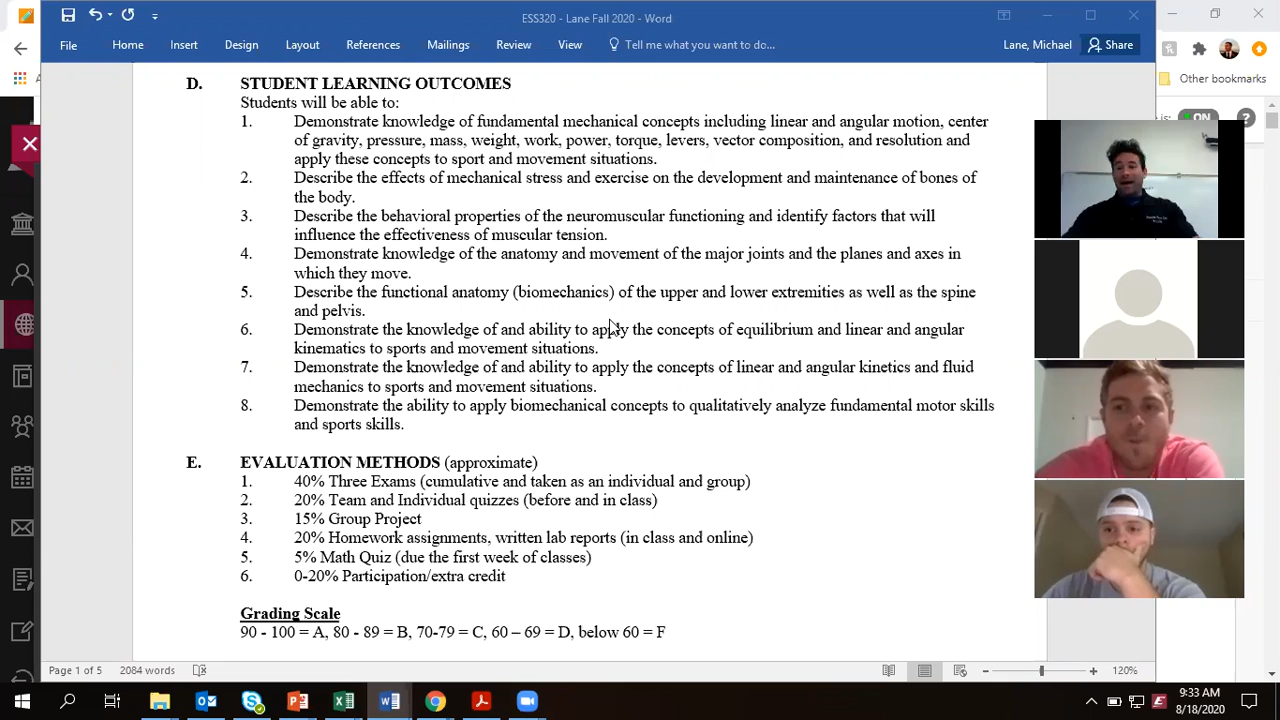 ESS320 - Lane Fall 2020 - Word
File Home Insert Design Layout References Mailings Review View Tell me what you want to do... Lane, Michael Share
Other bookmarks
is: ON
D. STUDENT LEARNING OUTCOMES
Students will be able to:
1. Demonstrate knowledge of fundamental mechanical concepts including linear and angular motion, center
of gravity, pressure, mass, weight, work, power, torque, levers, vector composition, and resolution and
apply these concepts to sport and movement situations.
2. Describe the effects of mechanical stress and exercise on the development and maintenance of bones of
the body.
3. Describe the behavioral properties of the neuromuscular functioning and identify factors that will
influence the effectiveness of muscular tension.
4. Demonstrate knowledge of the anatomy and movement of the major joints and the planes and axes in
which they move.
5. Describe the functional anatomy (biomechanics) of the upper and lower extremities as well as the spine
and pelvis.
6. Demonstrate the knowledge of and ability to apply the concepts of equilibrium and linear and angular
kinematics to sports and movement situations.
7. Demonstrate the knowledge of and ability to apply the concepts of linear and angular kinetics and fluid
mechanics to sports and movement situations.
8. Demonstrate the ability to apply biomechanical concepts to qualitatively analyze fundamental motor skills
and sports skills.
E. EVALUATION METHODS (approximate)
1. 40% Three Exams (cumulative and taken as an individual and group)
2. 20% Team and Individual quizzes (before and in class)
3. 15% Group Project
4. 20% Homework assignments, written lab reports (in class and online)
5. 5% Math Quiz (due the first week of classes)
6. 0-20% Participation/extra credit
Grading Scale
90 - 100 = A, 80 - 89 = B, 70-79 = C, 60 – 69 = D, below 60 = F
Page 1 of 5 2084 words 120%
9:33 AM
8/18/2020